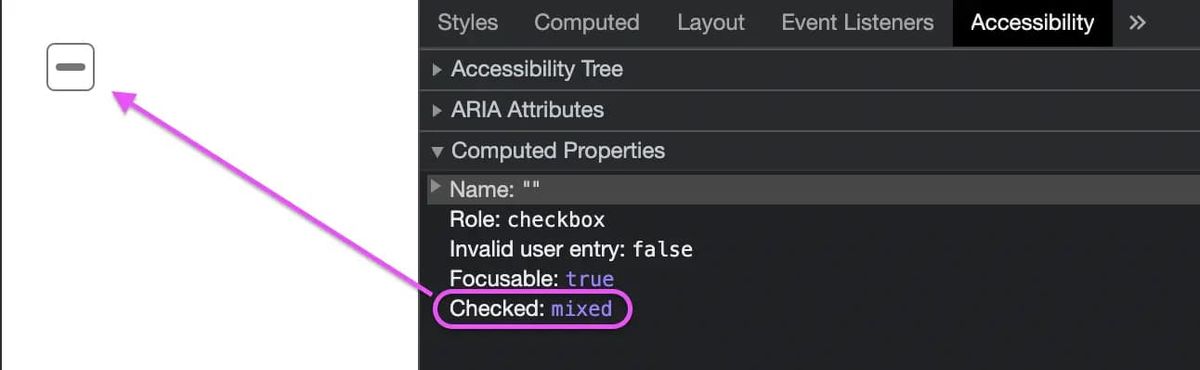 Styles Computed Layout Event Listeners Accessibility »
Accessibility Tree
ARIA Attributes
Computed Properties
Name: ""
Role: checkbox
Invalid user entry: false
Focusable: true
Checked: mixed